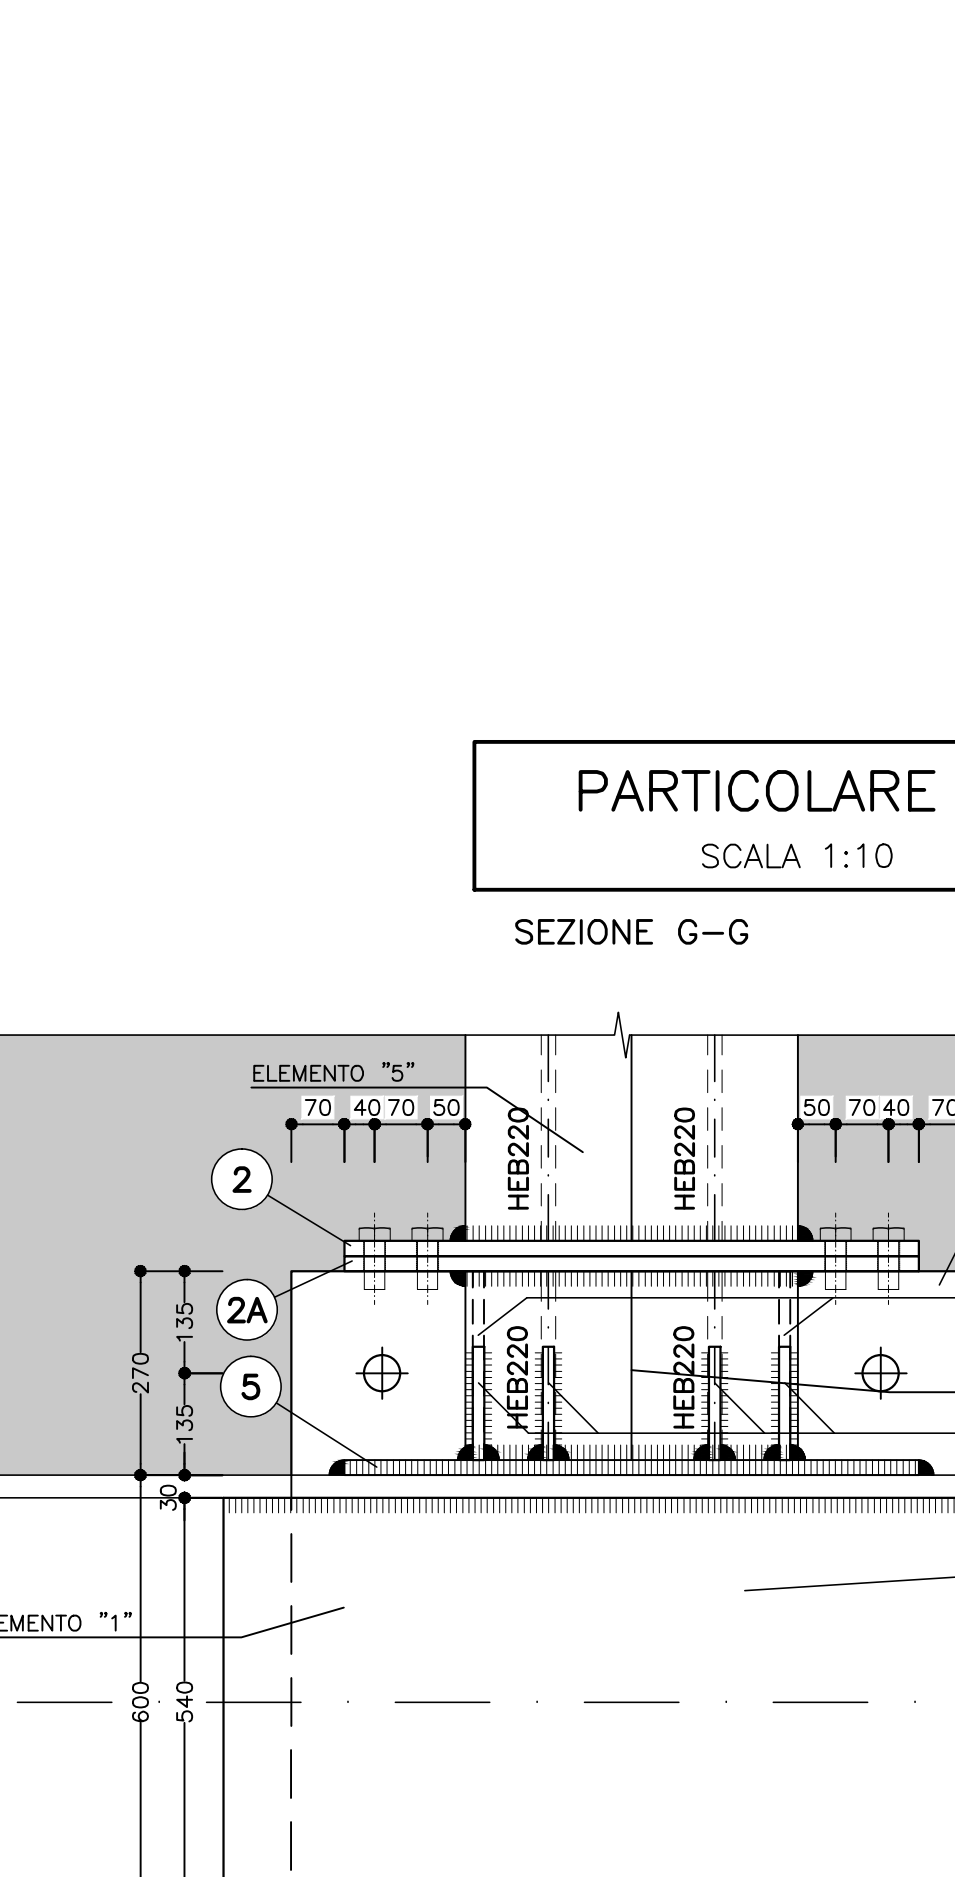 PARTICOLARE
SCALA 1:10
SEZIONE G-G
ELEMENTO "5"
70 40 70 50
50 70 40 70
HEB220 HEB220
2
2A
5
135
270
135
HEB220 HEB220
30
EMENTO "1"
600
540